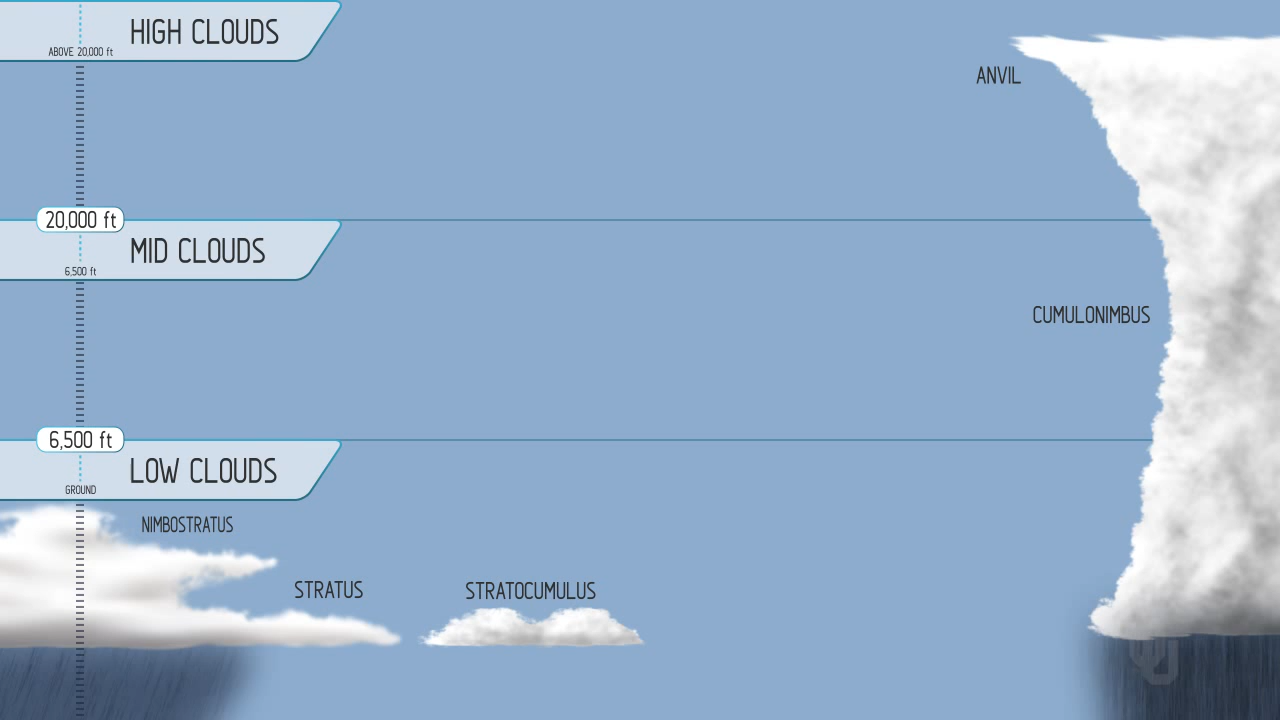 HIGH CLOUDS
ABOVE 20,000 ft
ANVIL
20,000 ft
MID CLOUDS
6,500 ft
CUMULONIMBUS
6,500 ft
LOW CLOUDS
GROUND
NIMBOSTRATUS
STRATUS
STRATOCUMULUS
OU